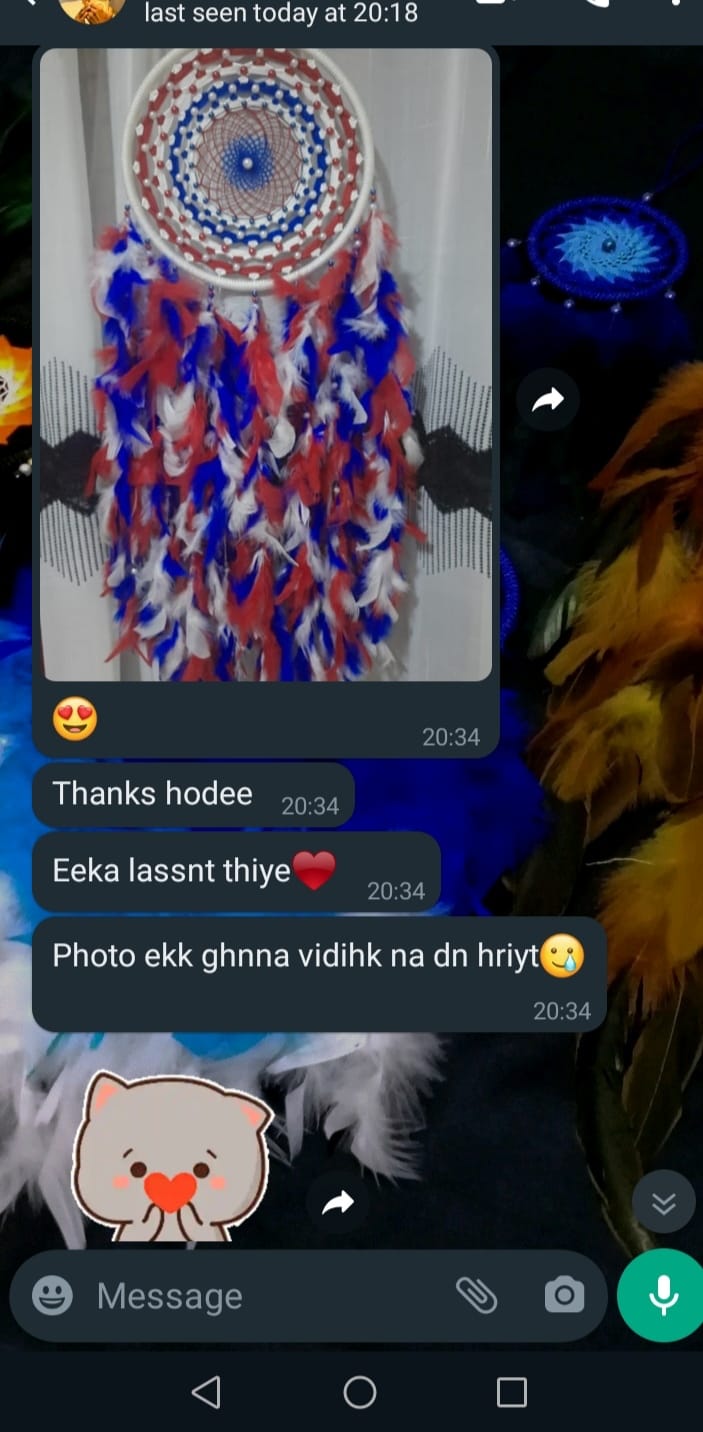 last seen today at 20:18
😍
20:34
Thanks hodee 20:34
Eeka lassnt thiye❤️
20:34
Photo ekk ghnna vidihk na dn hriyt🥲
20:34
Message